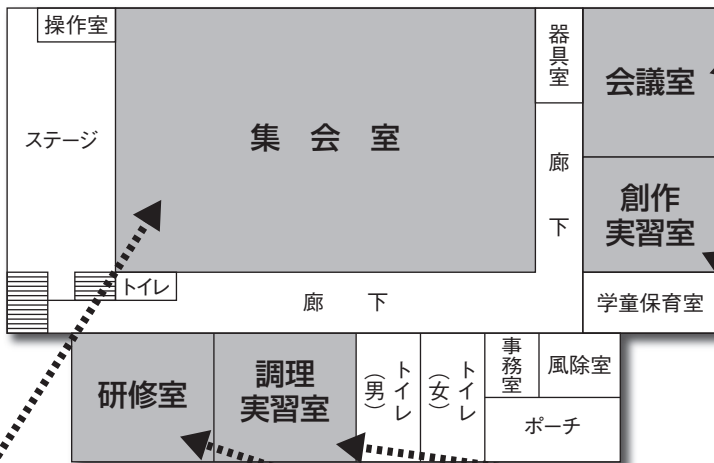 操作室
ステージ
集会室
器具室
会議室
廊下
創作
実習室
トイレ
廊下
学童保育室
研修室
調理
実習室
トイレ
(男)
トイレ
(女)
事務室
風除室
ポーチ